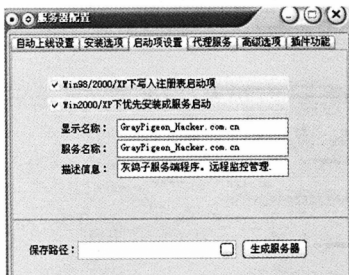 服务器配置
自动上线设置 安装选项 启动项设置 代理服务 高级选项 插件功能
Win98/2000/XP下写入注册表启动项
Win2000/XP下优先安装成服务启动
显示名称: GrayPigeon_Hacker.com.cn
服务名称: GrayPigeon_Hacker.com.cn
描述信息: 灰鸽子服务端程序。远程监控管理.
保存路径: 生成服务器